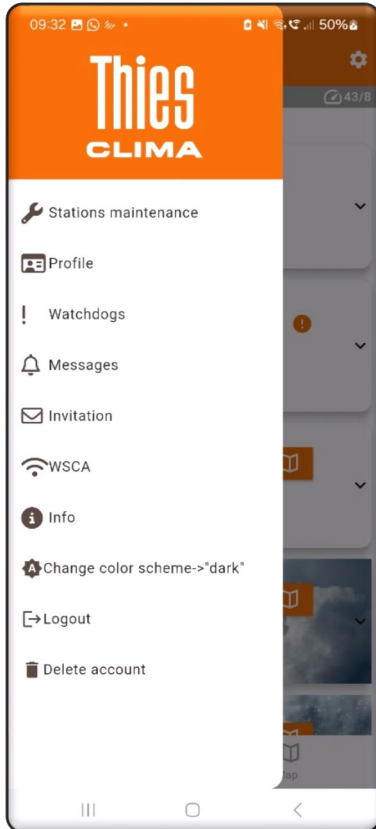 09:32
50%
43/8
Thies
CLIMA
Stations maintenance
Profile
Watchdogs
Messages
Invitation
WSCA
Info
Change color scheme->"dark"
Logout
Delete account